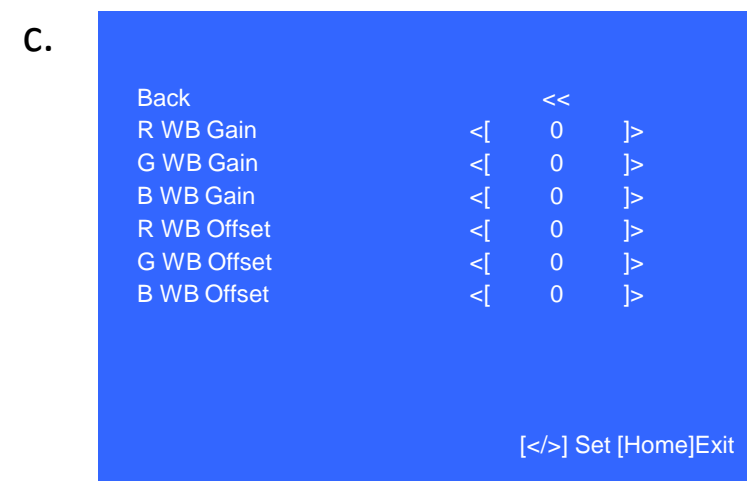 c.
Back <<
R WB Gain <[ 0 ]>
G WB Gain <[ 0 ]>
B WB Gain <[ 0 ]>
R WB Offset <[ 0 ]>
G WB Offset <[ 0 ]>
B WB Offset <[ 0 ]>
[</>] Set [Home]Exit